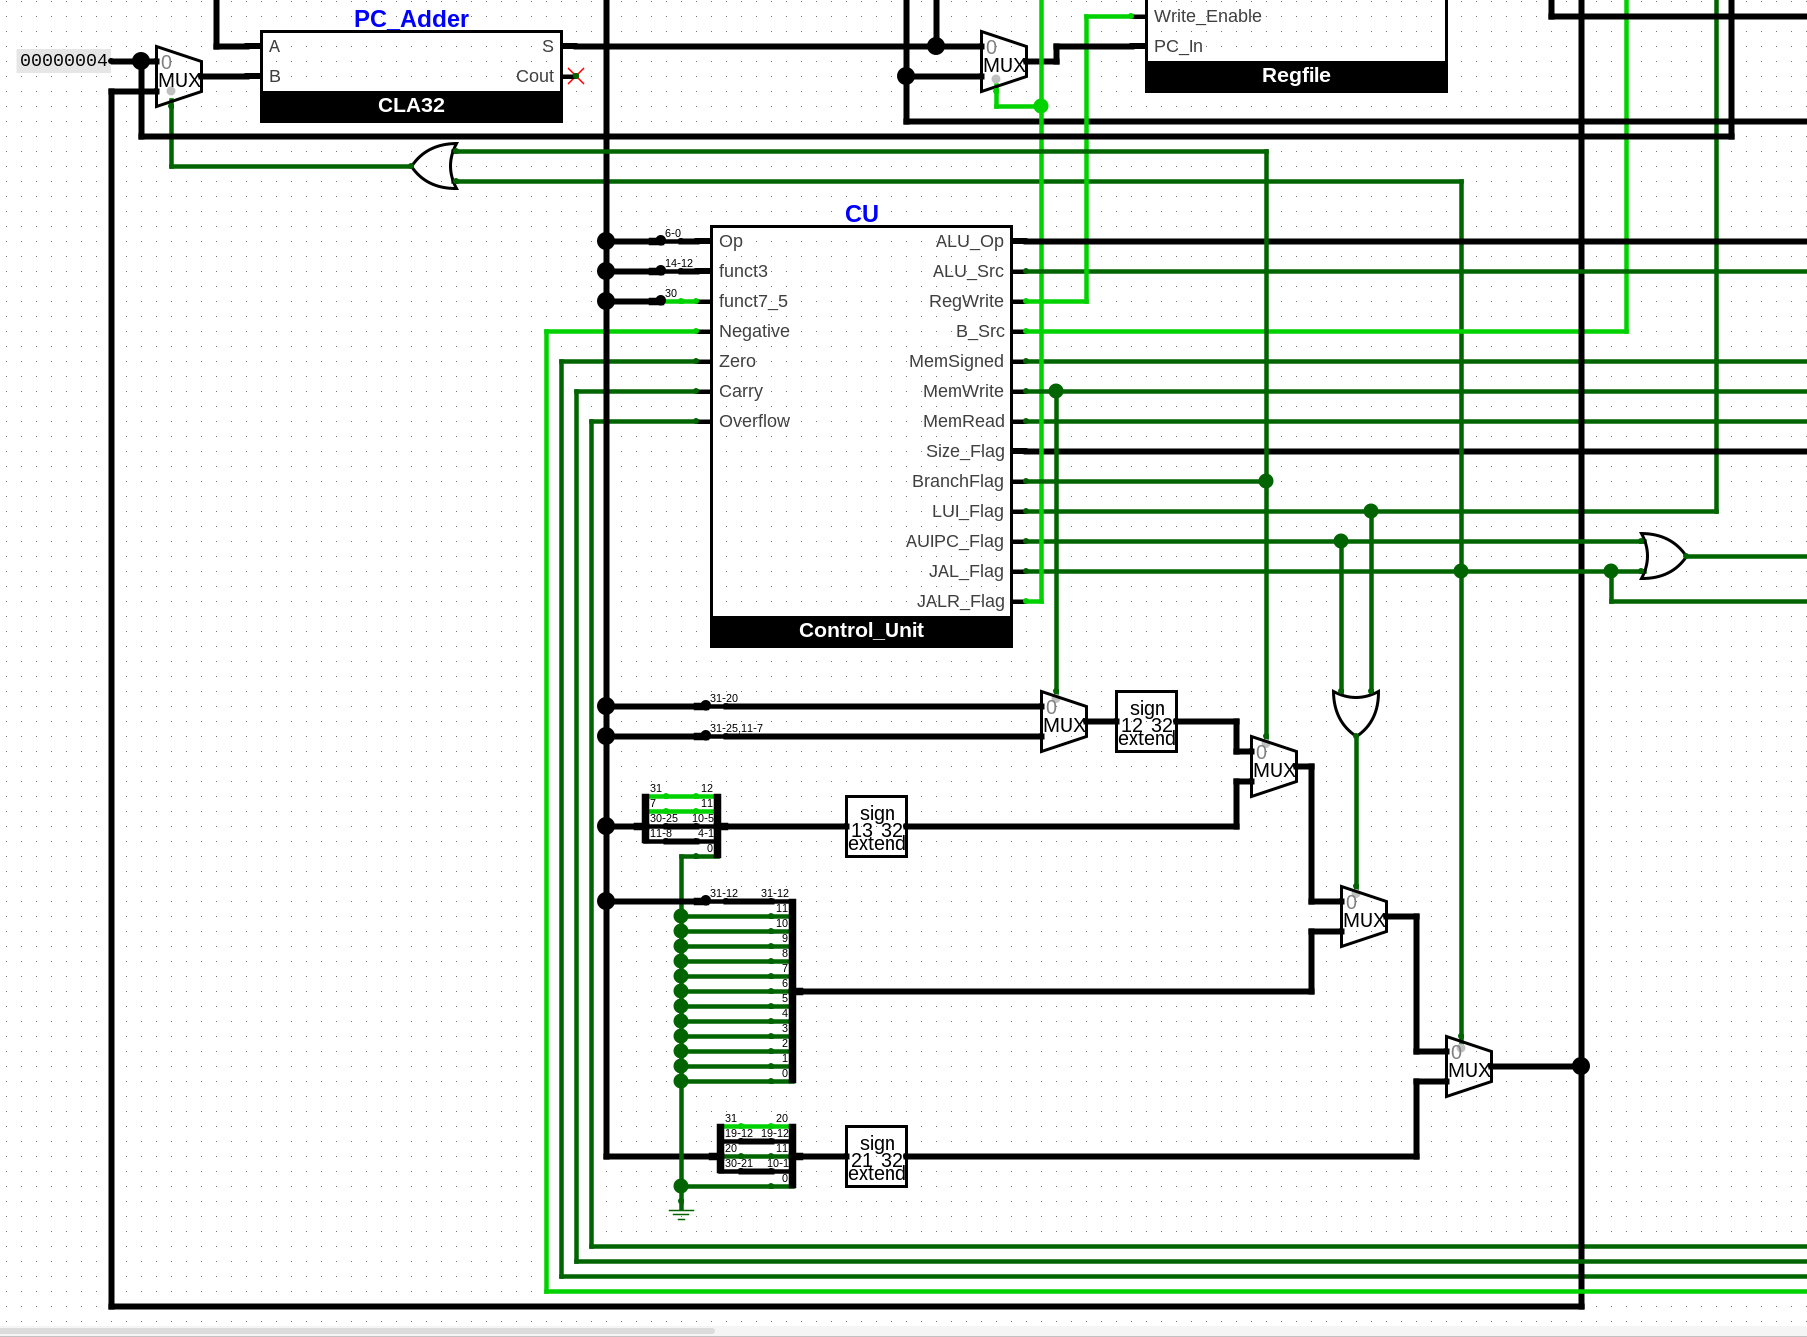 PC_Adder
Write_Enable
00000004
A
S
0
PC_In
0
B
Cout
MUX
MUX
CLA32
Regfile
CU
6-0
Op
ALU_Op
14-12
funct3
ALU_Src
30
funct7_5
RegWrite
Negative
B_Src
Zero
MemSigned
Carry
MemWrite
Overflow
MemRead
Size_Flag
BranchFlag
LUI_Flag
AUIPC_Flag
JAL_Flag
JALR_Flag
Control_Unit
31-20
0
MUX
sign
12 32
extend
31-25,11-7
0
MUX
31 12
7 11
30-25 10-5
11-8 4-1
0
sign
13 32
extend
31-12 31-12
11
10
9
8
7
6
5
4
3
2
1
0
0
MUX
0
MUX
31 20
19-12 19-12
20 11
30-21 10-1
0
sign
21 32
extend